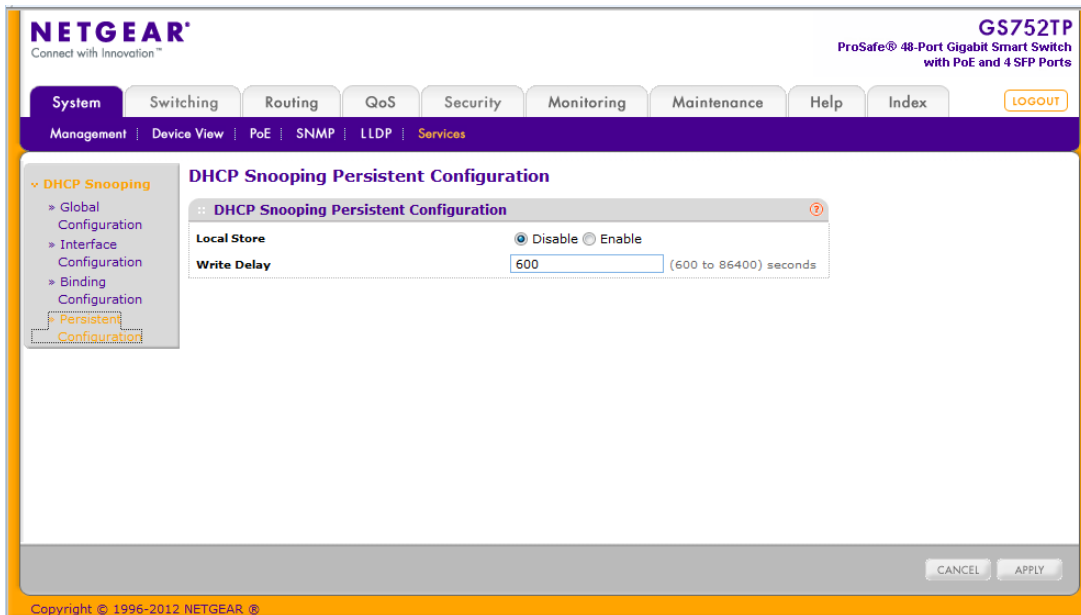 NETGEAR®
Connect with Innovation™
GS752TP
ProSafe® 48-Port Gigabit Smart Switch
with PoE and 4 SFP Ports
System Switching Routing QoS Security Monitoring Maintenance Help Index LOGOUT
Management Device View PoE SNMP LLDP Services
DHCP Snooping
» Global
Configuration
» Interface
Configuration
» Binding
Configuration
» Persistent
Configuration
DHCP Snooping Persistent Configuration
DHCP Snooping Persistent Configuration ?
Local Store Disable Enable
Write Delay 600 (600 to 86400) seconds
CANCEL APPLY
Copyright © 1996-2012 NETGEAR ®